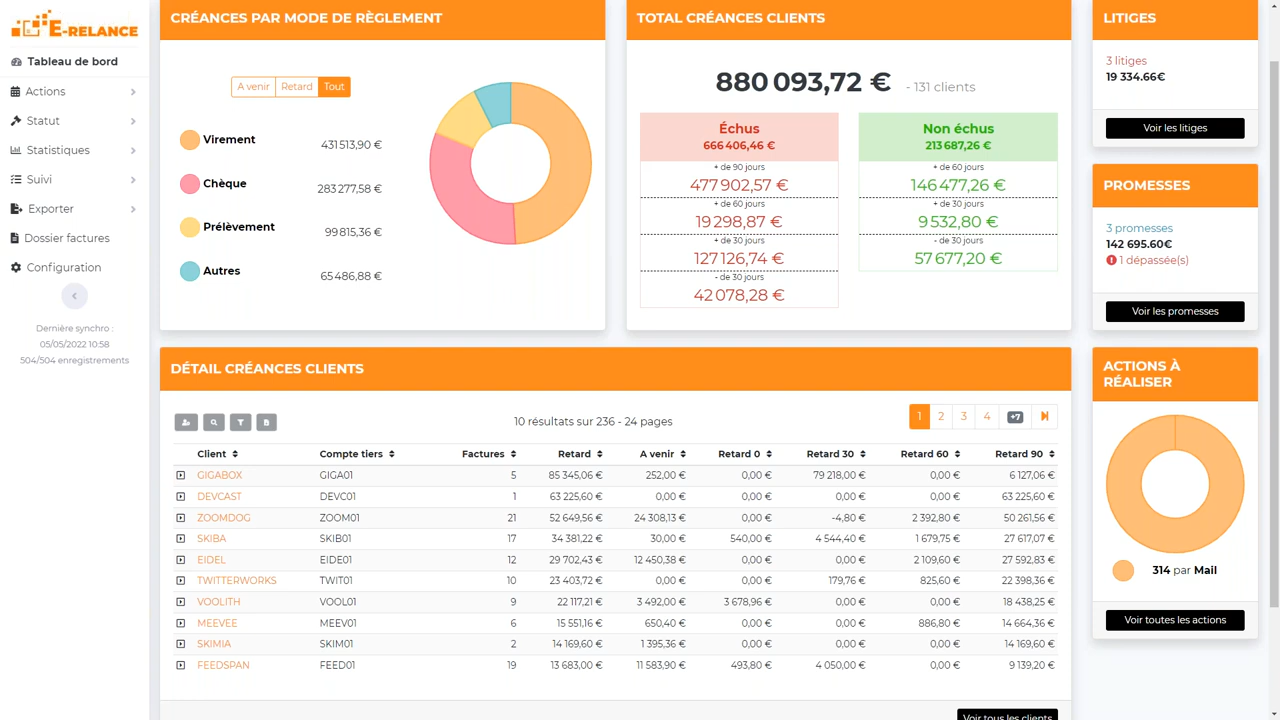 E-RELANCE
Tableau de bord
Actions
Statut
Statistiques
Suivi
Exporter
Dossier factures
Configuration
Dernière synchro :
05/05/2022 10:58
504/504 enregistrements
CRÉANCES PAR MODE DE RÈGLEMENT
A venir Retard Tout
Virement 431 513,90 €
Chèque 283 277,58 €
Prélèvement 99 815,36 €
Autres 65 486,88 €
TOTAL CRÉANCES CLIENTS
880 093,72 € - 131 clients
Échus
666 406,46 €
+ de 90 jours
477 902,57 €
+ de 60 jours
19 298,87 €
+ de 30 jours
127 126,74 €
- de 30 jours
42 078,28 €
Non échus
213 687,26 €
+ de 60 jours
146 477,26 €
+ de 30 jours
9 532,80 €
- de 30 jours
57 677,20 €
LITIGES
3 litiges
19 334.66€
Voir les litiges
PROMESSES
3 promesses
142 695.60€
1 dépassée(s)
Voir les promesses
DÉTAIL CRÉANCES CLIENTS
10 résultats sur 236 - 24 pages
1 2 3 4 +7
Client Compte tiers Factures Retard A venir Retard 0 Retard 30 Retard 60 Retard 90
GIGABOX GIGA01 5 85 345,06 € 252,00 € 0,00 € 79 218,00 € 0,00 € 6 127,06 €
DEVCAST DEVC01 1 63 225,60 € 0,00 € 0,00 € 0,00 € 0,00 € 63 225,60 €
ZOOMDOG ZOOM01 21 52 649,56 € 24 308,13 € 0,00 € -4,80 € 2 392,80 € 50 261,56 €
SKIBA SKIB01 17 34 381,22 € 30,00 € 540,00 € 4 544,40 € 1 679,75 € 27 617,07 €
EIDEL EIDE01 12 29 702,43 € 12 450,38 € 0,00 € 0,00 € 2 109,60 € 27 592,83 €
TWITTERWORKS TWIT01 10 23 403,72 € 0,00 € 0,00 € 179,76 € 825,60 € 22 398,36 €
VOOLITH VOOL01 9 22 117,21 € 3 492,00 € 3 678,96 € 0,00 € 0,00 € 18 438,25 €
MEEVEE MEEV01 6 15 551,16 € 650,40 € 0,00 € 0,00 € 886,80 € 14 664,36 €
SKIMIA SKIM01 2 14 169,60 € 1 395,36 € 0,00 € 0,00 € 0,00 € 14 169,60 €
FEEDSPAN FEED01 19 13 683,00 € 11 583,90 € 493,80 € 4 050,00 € 0,00 € 9 139,20 €
Voir tous les clients
ACTIONS À
RÉALISER
314 par Mail
Voir toutes les actions